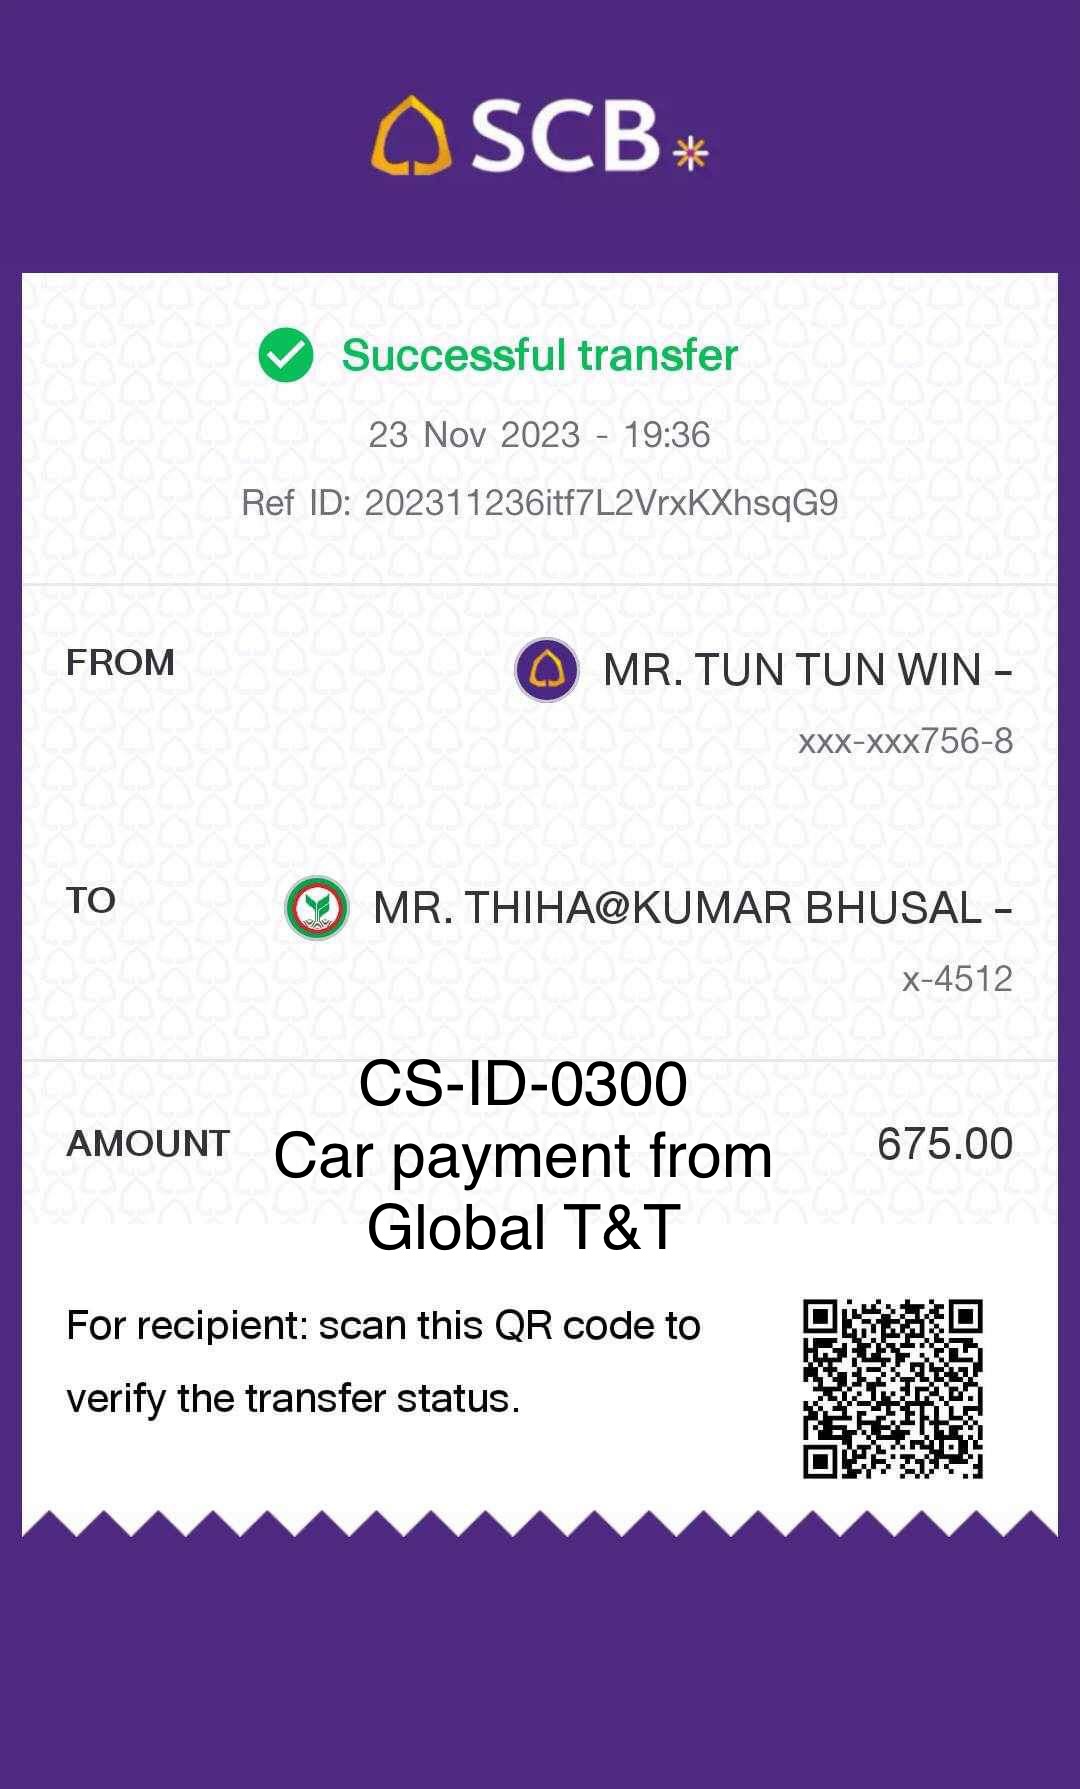 SCB
Successful transfer
23 Nov 2023 - 19:36
Ref ID: 202311236itf7L2VrxKXhsqG9
FROM
MR. TUN TUN WIN -
xxx-xxx756-8
TO
MR. THIHA@KUMAR BHUSAL -
x-4512
CS-ID-0300
AMOUNT
Car payment from
675.00
Global T&T
For recipient: scan this QR code to
verify the transfer status.